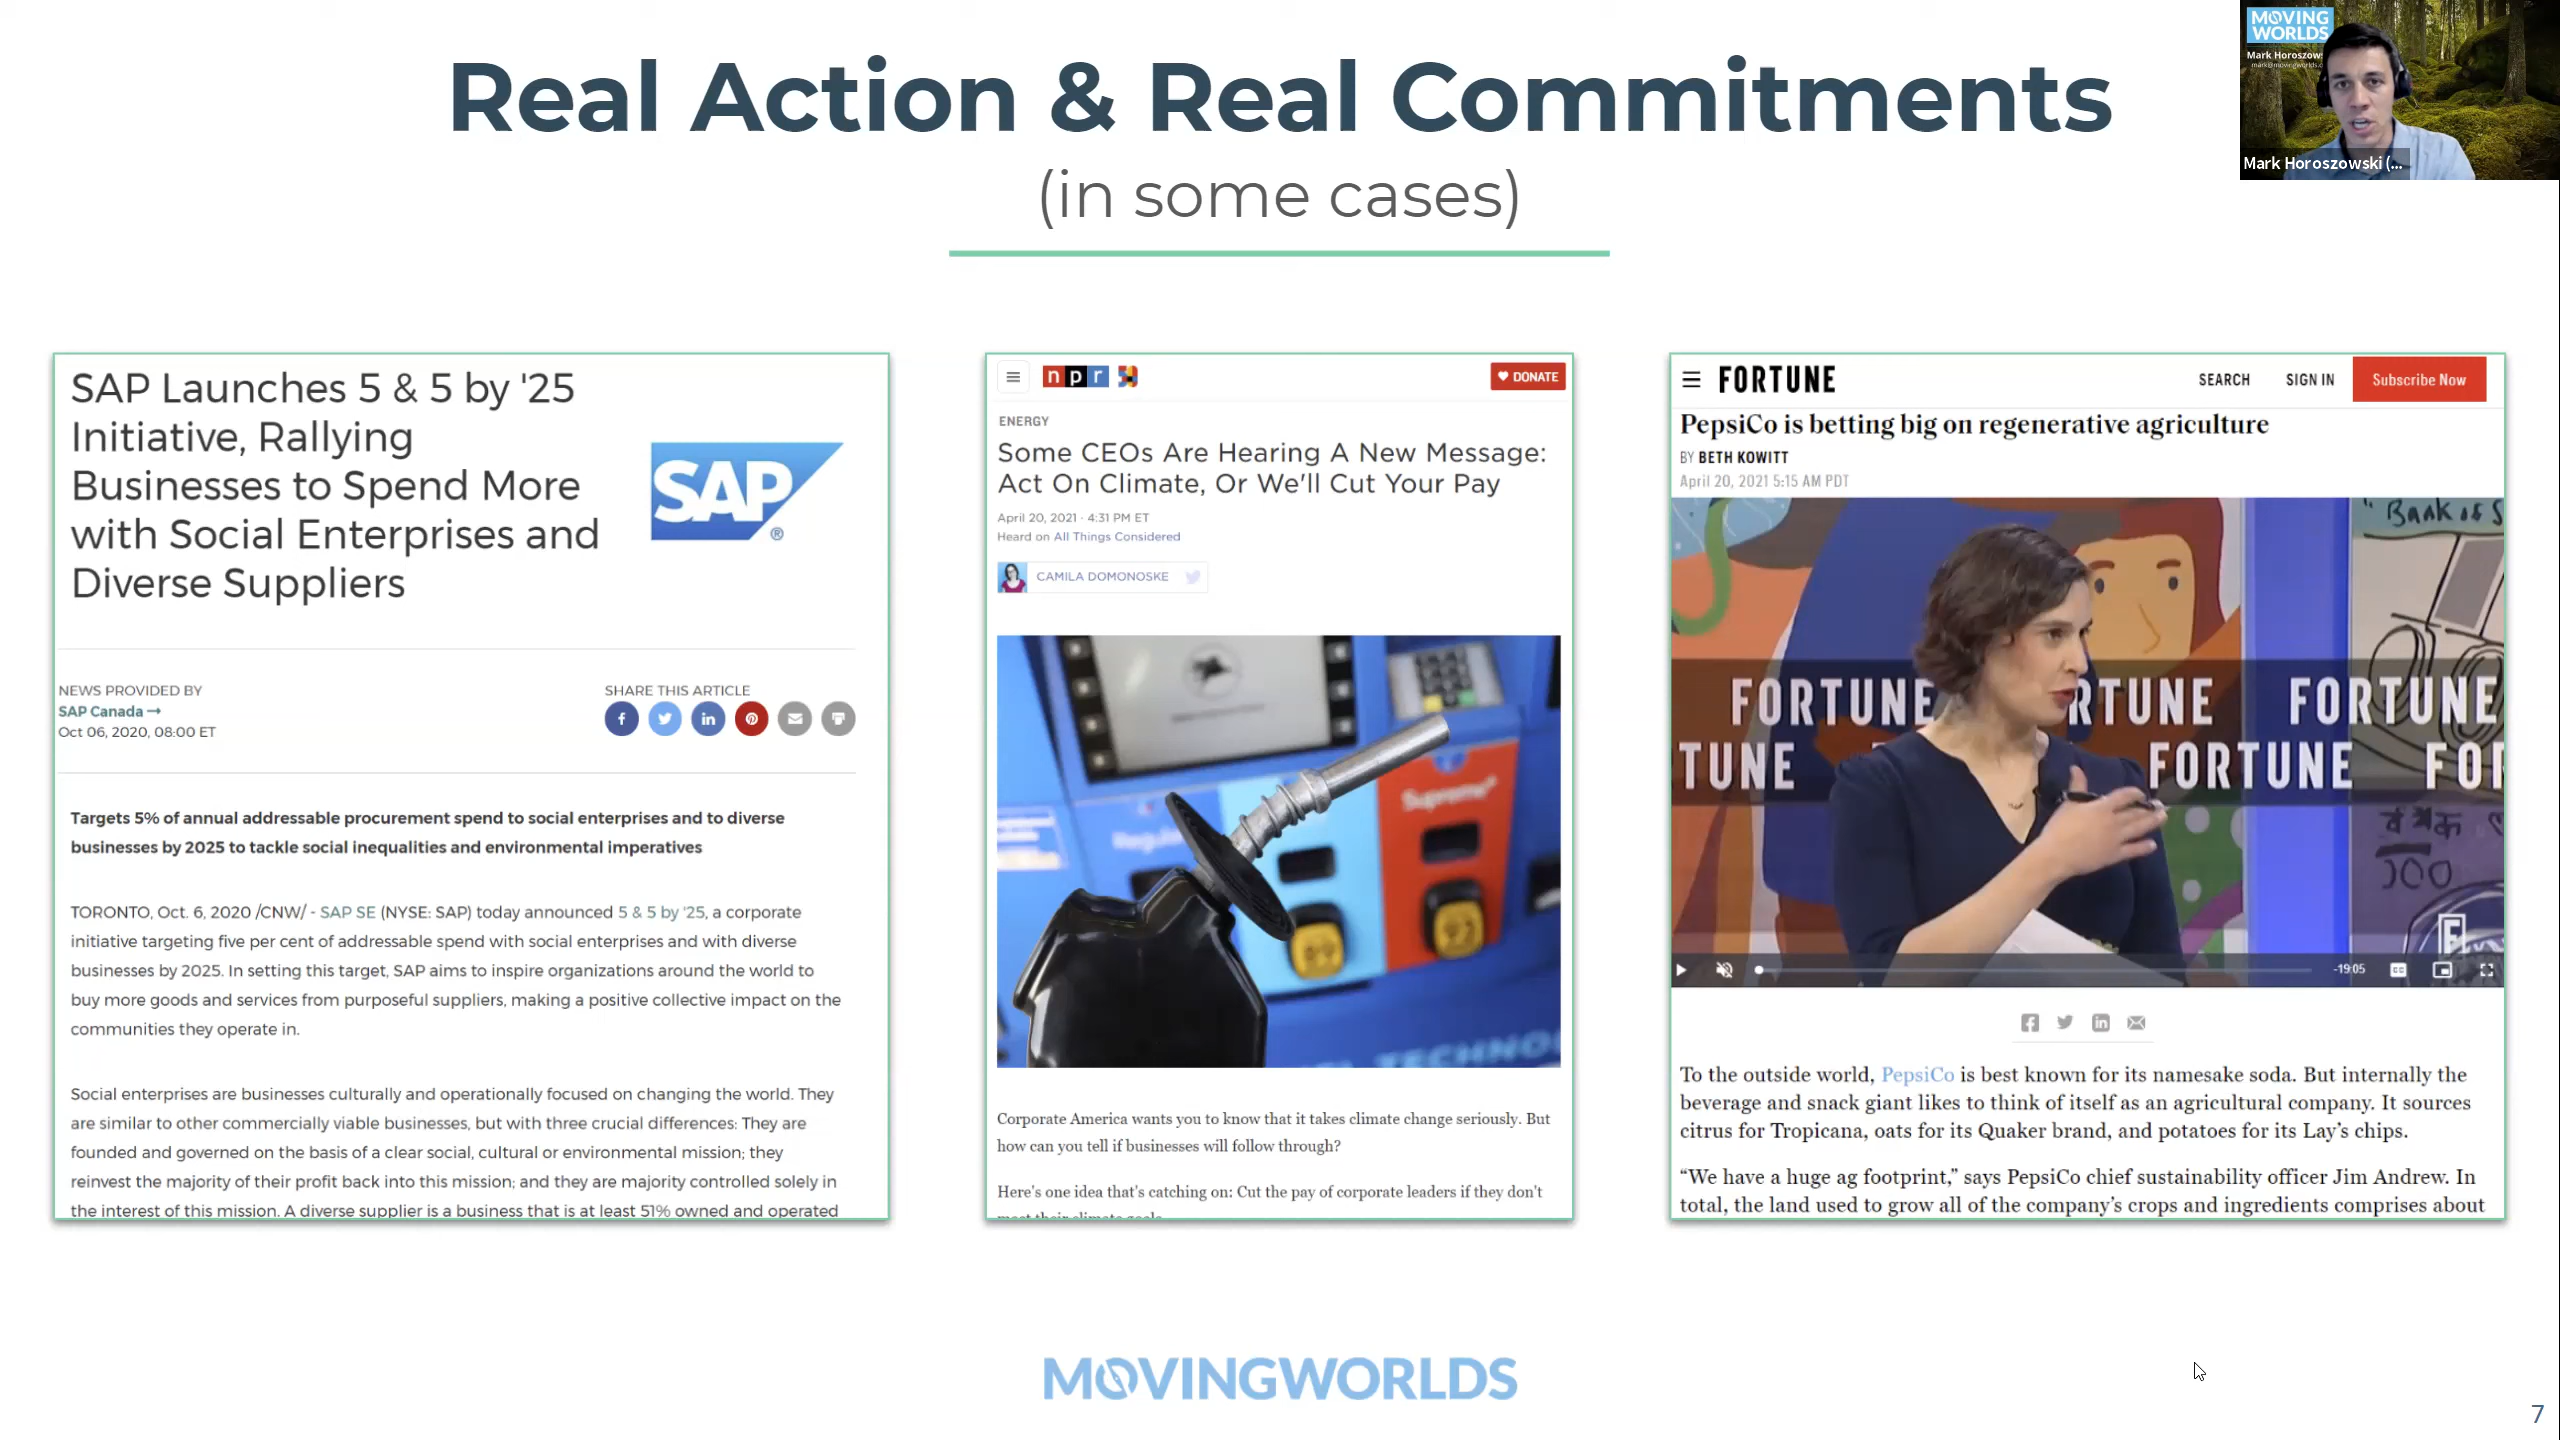 Real Action & Real Commitments
(in some cases)
MOVING
WORLDS
Mark Horoszows
Mark Horoszowski (...
SAP Launches 5 & 5 by '25
Initiative, Rallying
Businesses to Spend More
with Social Enterprises and
Diverse Suppliers
SAP
®
NEWS PROVIDED BY
SAP Canada →
Oct 06, 2020, 08:00 ET
SHARE THIS ARTICLE
Targets 5% of annual addressable procurement spend to social enterprises and to diverse
businesses by 2025 to tackle social inequalities and environmental imperatives
TORONTO, Oct. 6, 2020 /CNW/ - SAP SE (NYSE: SAP) today announced 5 & 5 by '25, a corporate
initiative targeting five per cent of addressable spend with social enterprises and with diverse
businesses by 2025. In setting this target, SAP aims to inspire organizations around the world to
buy more goods and services from purposeful suppliers, making a positive collective impact on the
communities they operate in.
Social enterprises are businesses culturally and operationally focused on changing the world. They
are similar to other commercially viable businesses, but with three crucial differences: They are
founded and governed on the basis of a clear social, cultural or environmental mission; they
reinvest the majority of their profit back into this mission; and they are majority controlled solely in
the interest of this mission. A diverse supplier is a business that is at least 51% owned and operated
npr
DONATE
ENERGY
Some CEOs Are Hearing A New Message:
Act On Climate, Or We'll Cut Your Pay
April 20, 2021 · 4:31 PM ET
Heard on All Things Considered
CAMILA DOMONOSKE
Regular
Supreme+
89
93
TECHNO
Corporate America wants you to know that it takes climate change seriously. But
how can you tell if businesses will follow through?
Here's one idea that's catching on: Cut the pay of corporate leaders if they don't
meet their climate goals.
FORTUNE
SEARCH
SIGN IN
Subscribe Now
PepsiCo is betting big on regenerative agriculture
BY BETH KOWITT
April 20, 2021 5:15 AM PDT
"Bank of S
FORTUNE RTUNE FORTUNE
TUNE FORTUNE FOR
बैंक
100
F
-19:05
CC
To the outside world, PepsiCo is best known for its namesake soda. But internally the
beverage and snack giant likes to think of itself as an agricultural company. It sources
citrus for Tropicana, oats for its Quaker brand, and potatoes for its Lay's chips.
“We have a huge ag footprint,” says PepsiCo chief sustainability officer Jim Andrew. In
total, the land used to grow all of the company's crops and ingredients comprises about
MOVINGWORLDS
7